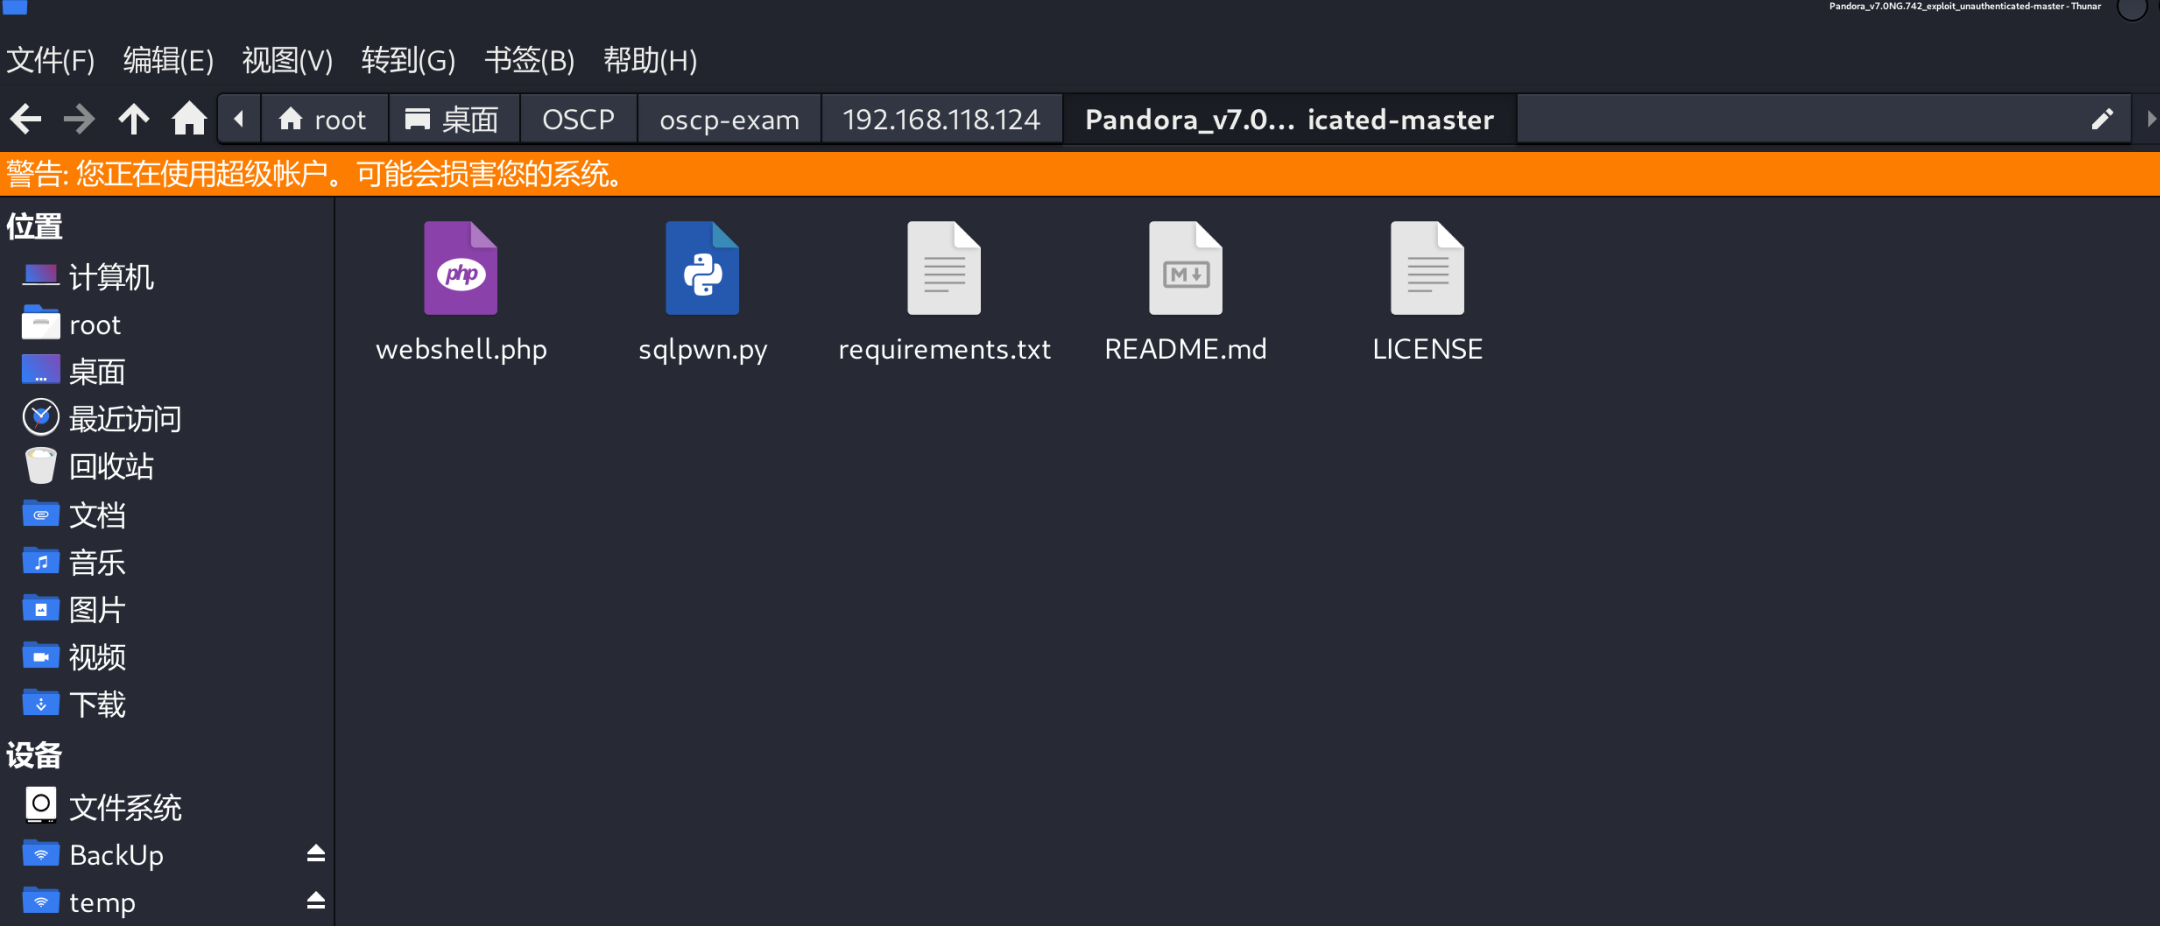 Pandora_v7.0NG.742_exploit_unauthenticated-master - Thunar
文件(F) 编辑(E) 视图(V) 转到(G) 书签(B) 帮助(H)
root 桌面 OSCP oscp-exam 192.168.118.124 Pandora_v7.0... icated-master
警告: 您正在使用超级帐户。可能会损害您的系统。
位置
计算机
root
桌面
最近访问
回收站
文档
音乐
图片
视频
下载
设备
文件系统
BackUp
temp
php
M
webshell.php sqlpwn.py requirements.txt README.md LICENSE